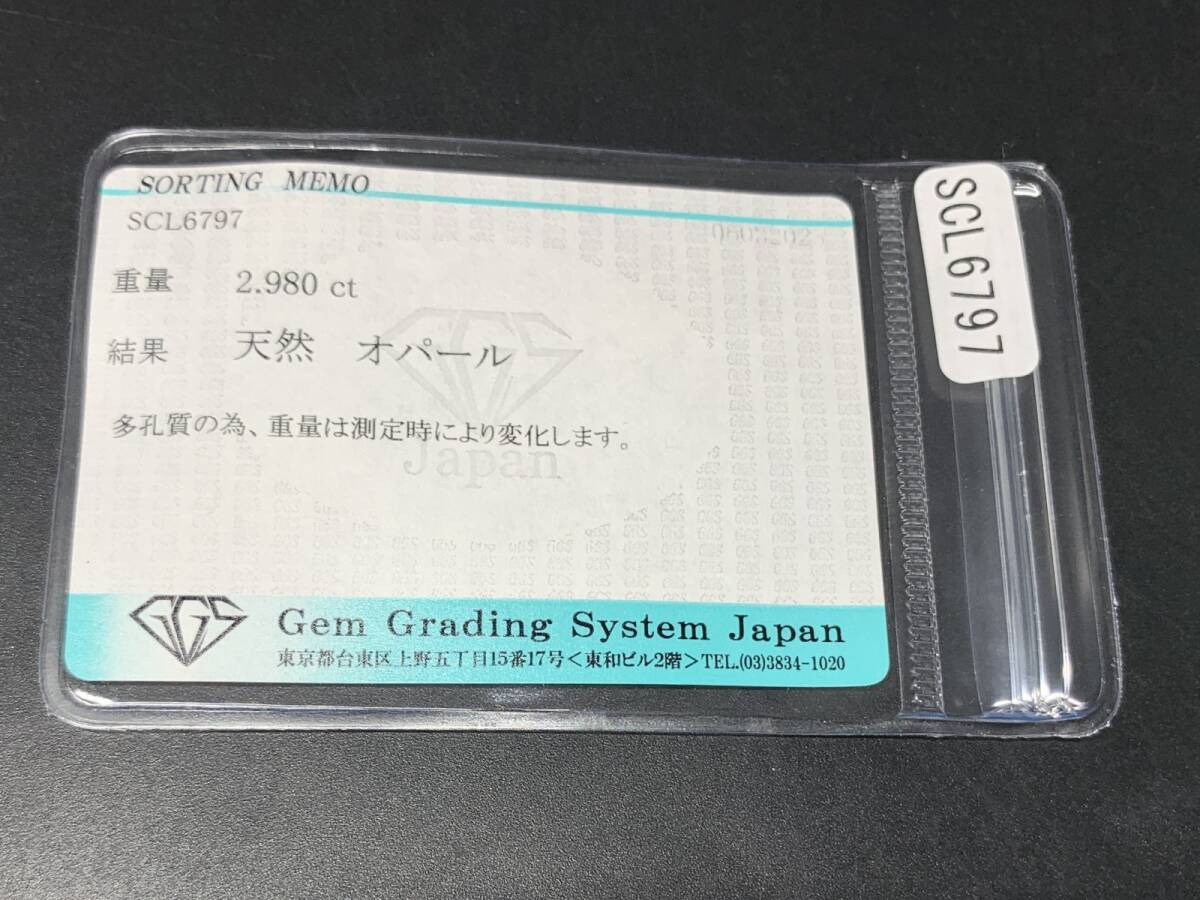 SORTING MEMO
SCL6797
重量 2.980 ct
結果 天然 オパール
多孔質の為、重量は測定時により変化します。
GGS
Japan
GGS
Gem Grading System Japan
東京都台東区上野五丁目15番17号<東和ビル2階>TEL.(03)3834-1020
SCL6797